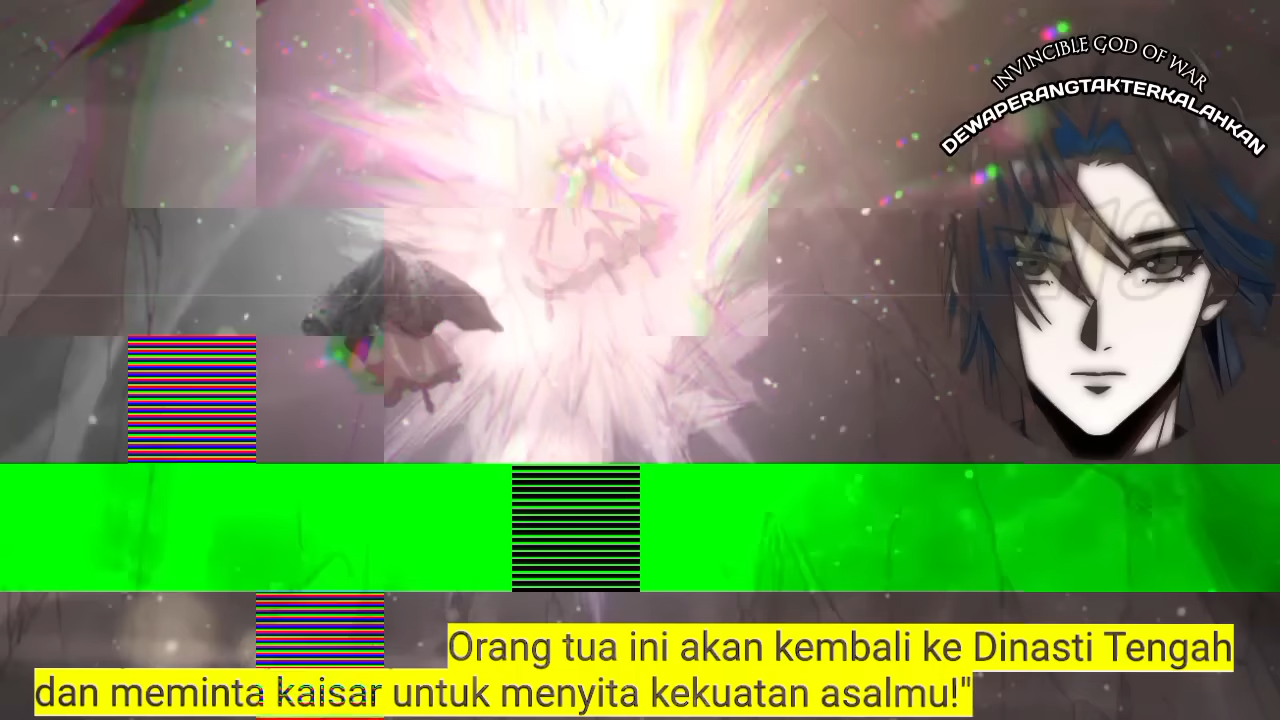 INVINCIBLE GOD OF WAR
DEWAPERANGTAKTERKALAHKAN
Orang tua ini akan kembali ke Dinasti Tengah
dan meminta kaisar untuk menyita kekuatan asalmu!"